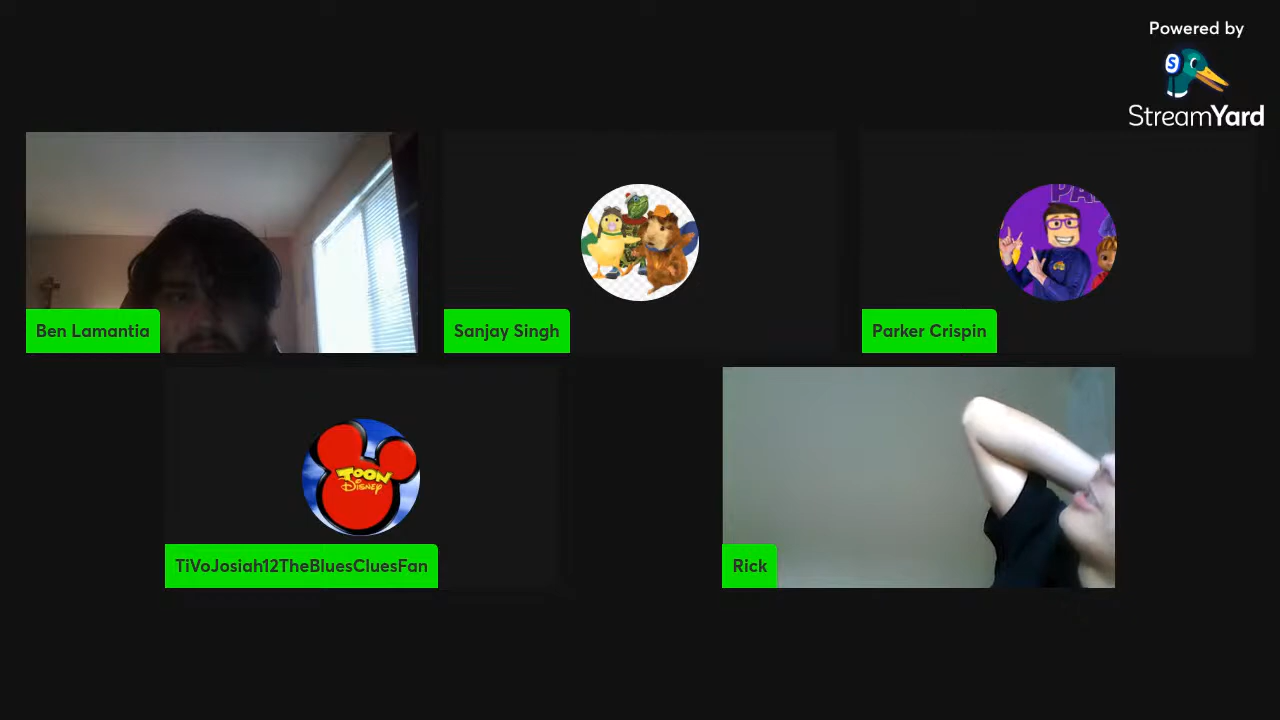 Powered by
S
StreamYard
Ben Lamantia
Sanjay Singh
Parker Crispin
TOON
Disney
TiVoJosiah12TheBluesCluesFan
Rick